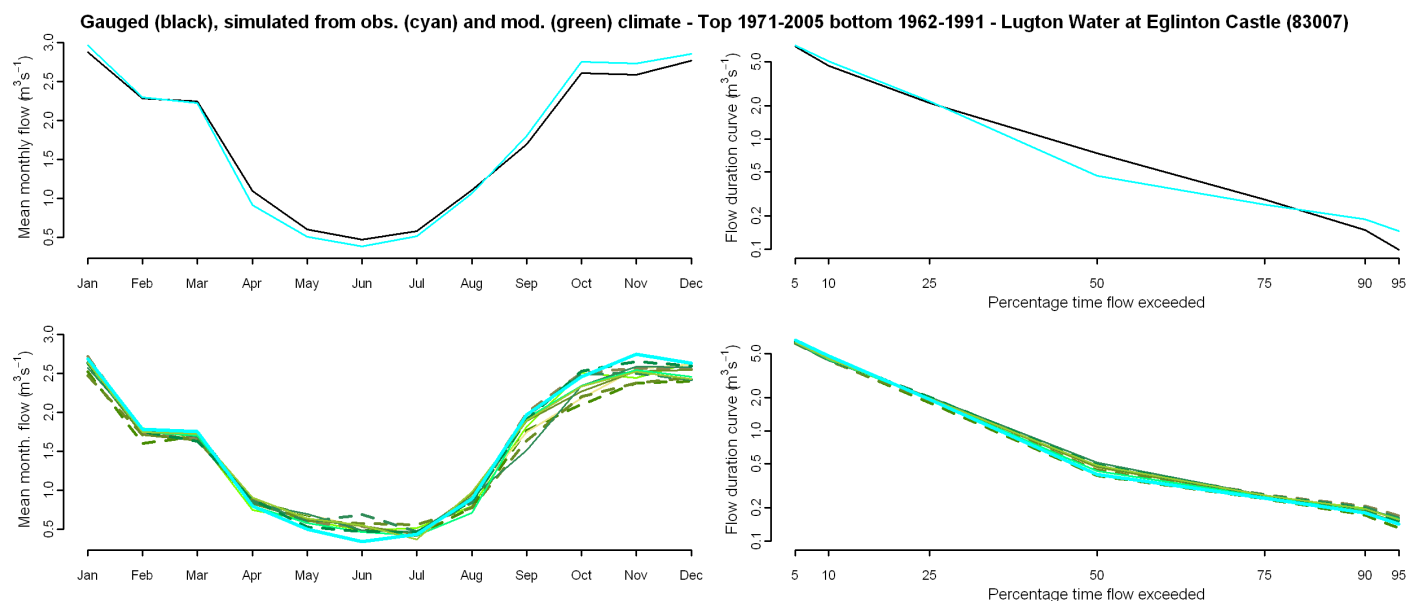 Gauged (black), simulated from obs. (cyan) and mod. (green) climate - Top 1971-2005 bottom 1962-1991 - Lugton Water at Eglinton Castle (83007)
Mean monthly flow (m³s⁻¹)
3.0
2.5
2.0
1.5
1.0
0.5
Jan Feb Mar Apr May Jun Jul Aug Sep Oct Nov Dec
Flow duration curve (m³s⁻¹)
5.0
2.0
1.0
0.5
0.2
0.1
5 10 25 50 75 90 95
Percentage time flow exceeded
Mean month. flow (m³s⁻¹)
3.0
2.5
2.0
1.5
1.0
0.5
Jan Feb Mar Apr May Jun Jul Aug Sep Oct Nov Dec
Flow duration curve (m³s⁻¹)
5.0
2.0
1.0
0.5
0.2
0.1
5 10 25 50 75 90 95
Percentage time flow exceeded